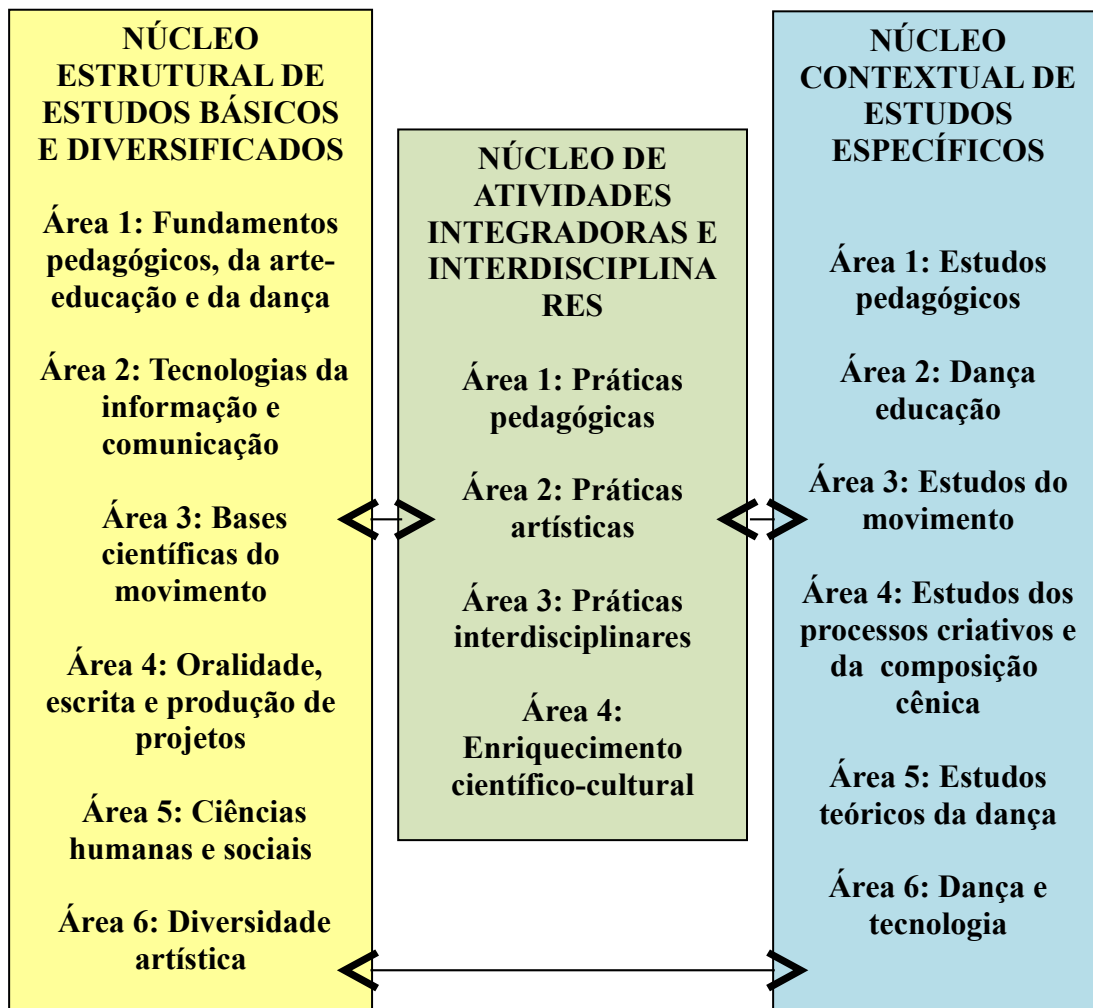 NÚCLEO
ESTRUTURAL DE
ESTUDOS BÁSICOS
E DIVERSIFICADOS
Área 1: Fundamentos
pedagógicos, da arte-
educação e da dança
Área 2: Tecnologias da
informação e
comunicação
Área 3: Bases
científicas do
movimento
Área 4: Oralidade,
escrita e produção de
projetos
Área 5: Ciências
humanas e sociais
Área 6: Diversidade
artística
NÚCLEO DE
ATIVIDADES
INTEGRADORAS E
INTERDISCIPLINA
RES
Área 1: Práticas
pedagógicas
Área 2: Práticas
artísticas
Área 3: Práticas
interdisciplinares
Área 4:
Enriquecimento
científico-cultural
NÚCLEO
CONTEXTUAL DE
ESTUDOS
ESPECÍFICOS
Área 1: Estudos
pedagógicos
Área 2: Dança
educação
Área 3: Estudos do
movimento
Área 4: Estudos dos
processos criativos e
da composição
cênica
Área 5: Estudos
teóricos da dança
Área 6: Dança e
tecnologia